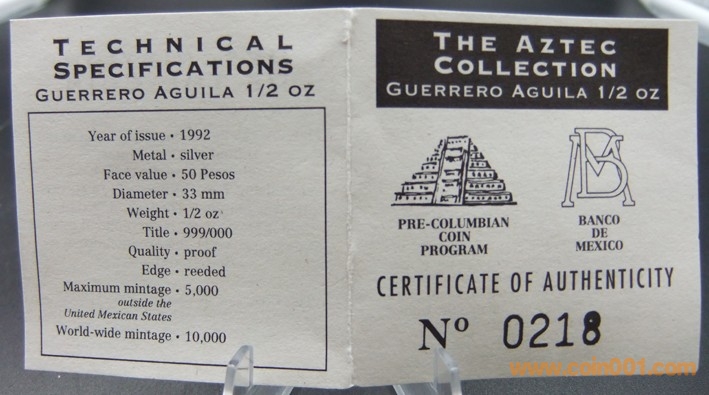 TECHNICAL
SPECIFICATIONS
GUERRERO AGUILA 1/2 OZ
Year of issue • 1992
Metal • silver
Face value • 50 Pesos
Diameter • 33 mm
Weight • 1/2 oz
Title • 999/000
Quality • proof
Edge • reeded
Maximum mintage • 5,000
outside the
United Mexican States
World-wide mintage • 10,000
THE AZTEC
COLLECTION
GUERRERO AGUILA 1/2 OZ
PRE-COLUMBIAN
COIN
PROGRAM
BANCO
DE
MEXICO
CERTIFICATE OF AUTHENTICITY
Nº 0218
www.coin001.com